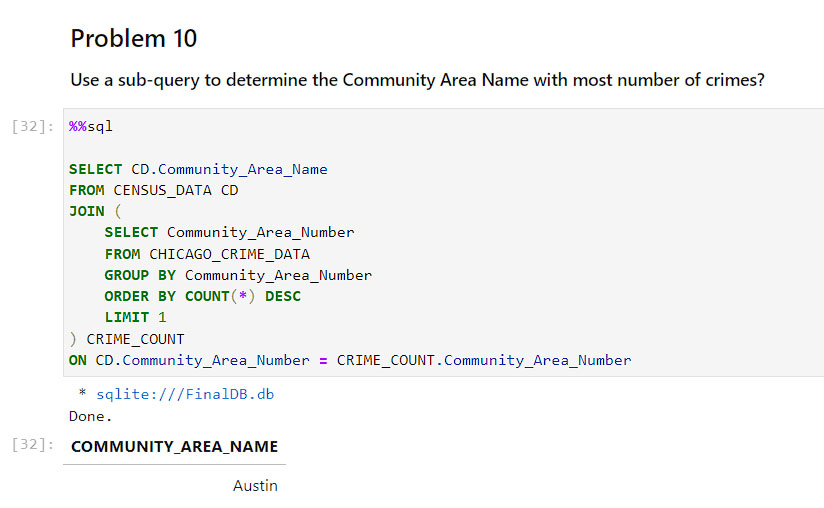 Problem 10
Use a sub-query to determine the Community Area Name with most number of crimes?
[32]: %%sql
SELECT CD.Community_Area_Name
FROM CENSUS_DATA CD
JOIN (
SELECT Community_Area_Number
FROM CHICAGO_CRIME_DATA
GROUP BY Community_Area_Number
ORDER BY COUNT(*) DESC
LIMIT 1
) CRIME_COUNT
ON CD.Community_Area_Number = CRIME_COUNT.Community_Area_Number
* sqlite:///FinalDB.db
Done.
[32]: COMMUNITY_AREA_NAME
Austin